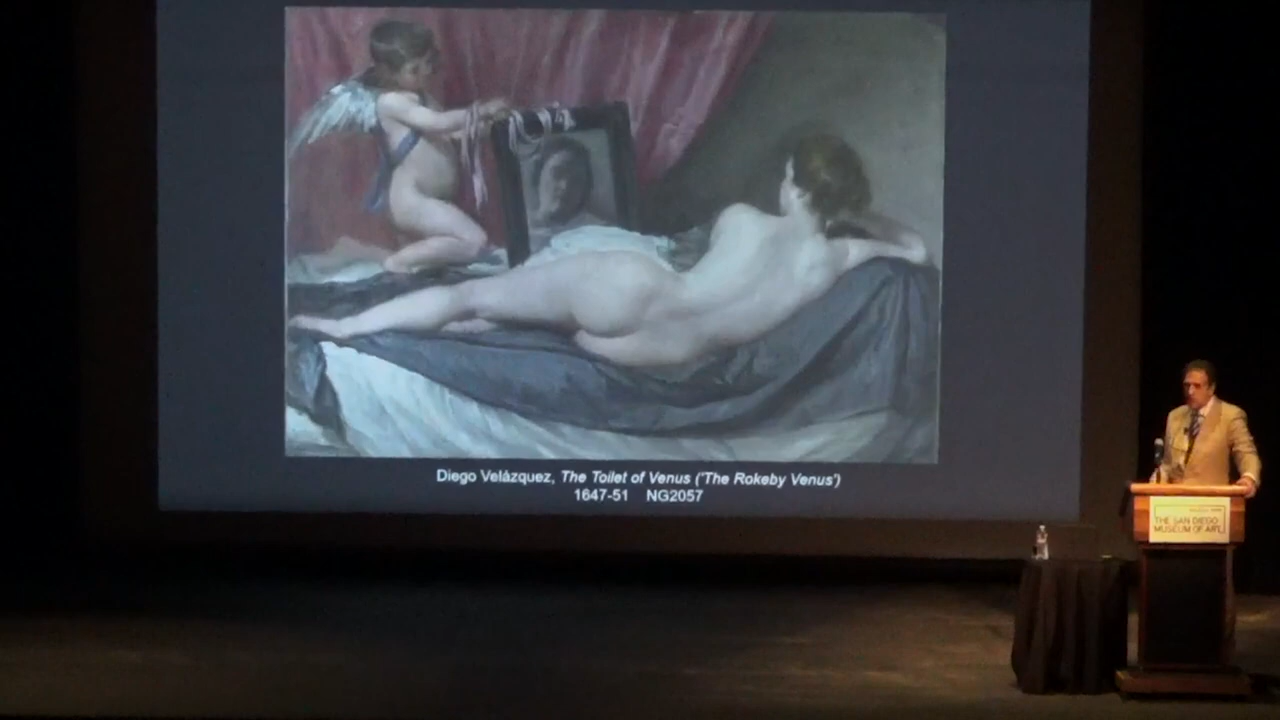 Diego Velázquez, The Toilet of Venus ('The Rokeby Venus')
1647-51 NG2057
THE SAN DIEGO
MUSEUM OF ART